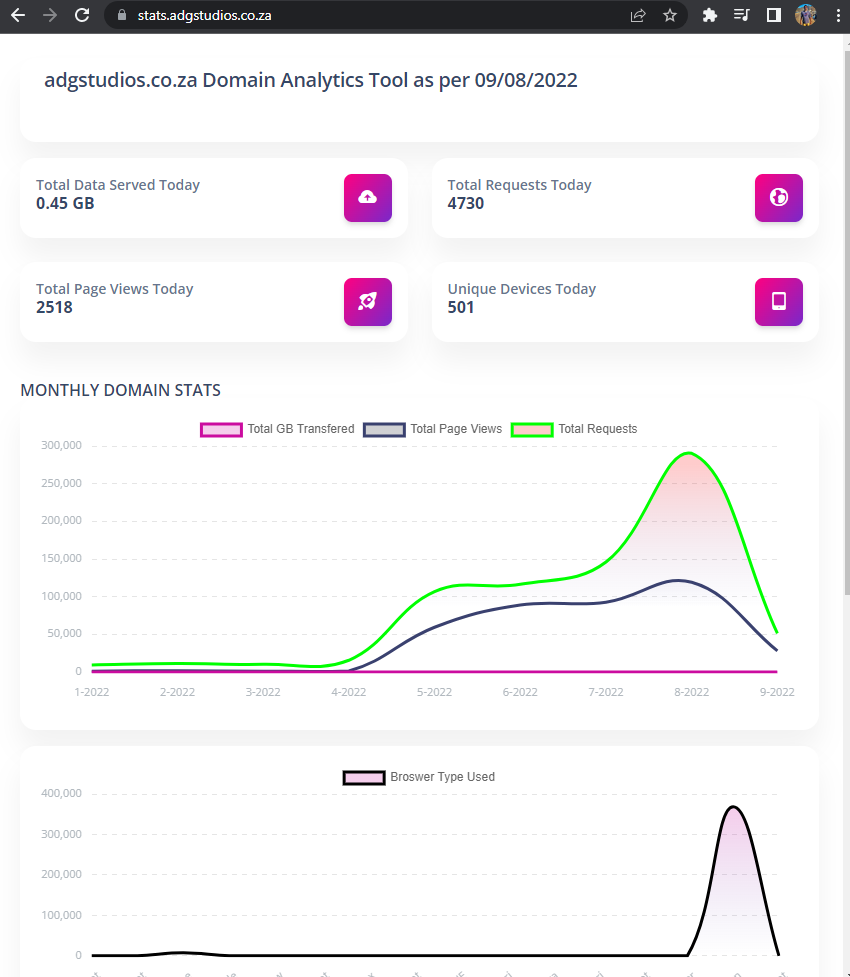 stats.adgstudios.co.za
adgstudios.co.za Domain Analytics Tool as per 09/08/2022
Total Data Served Today
0.45 GB
Total Requests Today
4730
Total Page Views Today
2518
Unique Devices Today
501
MONTHLY DOMAIN STATS
Total GB Transfered Total Page Views Total Requests
300,000
250,000
200,000
150,000
100,000
50,000
0
1-2022 2-2022 3-2022 4-2022 5-2022 6-2022 7-2022 8-2022 9-2022
Broswer Type Used
400,000
300,000
200,000
100,000
0